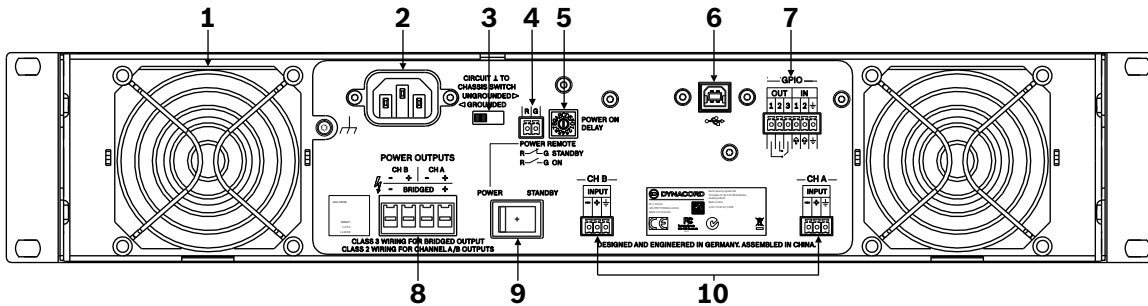 1 2 3 4 5 6 7
CIRCUIT ⊥ TO
CHASSIS SWITCH
UNGROUNDED ▷
◁ GROUNDED
R G
POWER ON
DELAY
POWER REMOTE
R G STANDBY
R G ON
GPIO
OUT IN
1 2 3 1 2
POWER OUTPUTS
CH B CH A
- + - +
- BRIDGED +
CLASS 3 WIRING FOR BRIDGED OUTPUT
CLASS 2 WIRING FOR CHANNEL A/B OUTPUTS
POWER STANDBY
CH B
INPUT
- +
DYNACORD
CE FC
CH A
INPUT
- +
DESIGNED AND ENGINEERED IN GERMANY. ASSEMBLED IN CHINA.
8 9 10